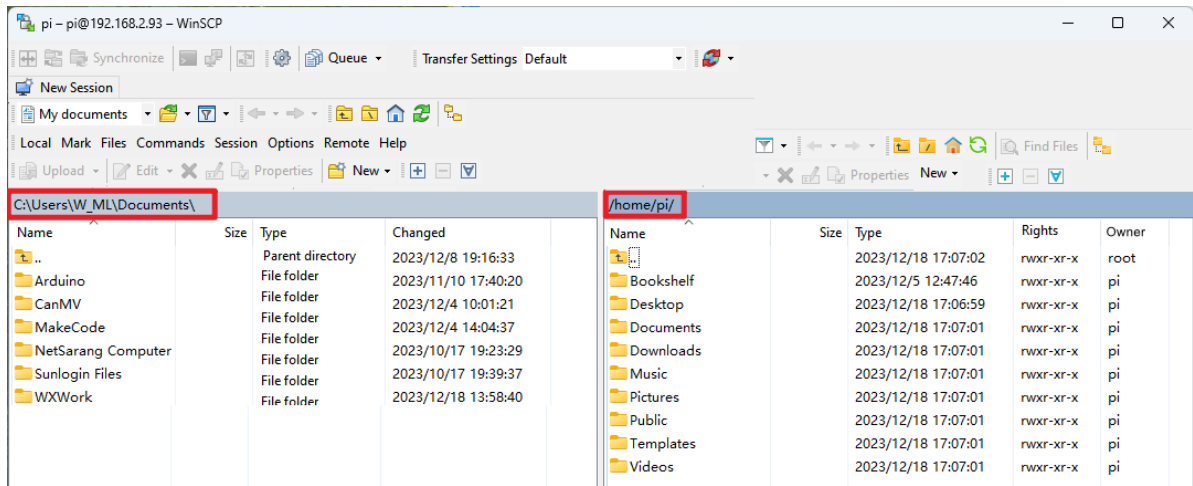 pi – pi@192.168.2.93 – WinSCP
Synchronize Queue Transfer Settings Default
New Session
My documents
Local Mark Files Commands Session Options Remote Help
Find Files
Upload Edit Properties New
Properties New
C:\Users\W_ML\Documents\
Name Size Type Changed
.. Parent directory 2023/12/8 19:16:33
Arduino File folder 2023/11/10 17:40:20
CanMV File folder 2023/12/4 10:01:21
MakeCode File folder 2023/12/4 14:04:37
NetSarang Computer File folder 2023/10/17 19:23:29
Sunlogin Files File folder 2023/10/17 19:39:37
WXWork File folder 2023/12/18 13:58:40
/home/pi/
Name Size Type Rights Owner
.. 2023/12/18 17:07:02 rwxr-xr-x root
Bookshelf 2023/12/5 12:47:46 rwxr-xr-x pi
Desktop 2023/12/18 17:06:59 rwxr-xr-x pi
Documents 2023/12/18 17:07:01 rwxr-xr-x pi
Downloads 2023/12/18 17:07:01 rwxr-xr-x pi
Music 2023/12/18 17:07:01 rwxr-xr-x pi
Pictures 2023/12/18 17:07:01 rwxr-xr-x pi
Public 2023/12/18 17:07:01 rwxr-xr-x pi
Templates 2023/12/18 17:07:01 rwxr-xr-x pi
Videos 2023/12/18 17:07:01 rwxr-xr-x pi